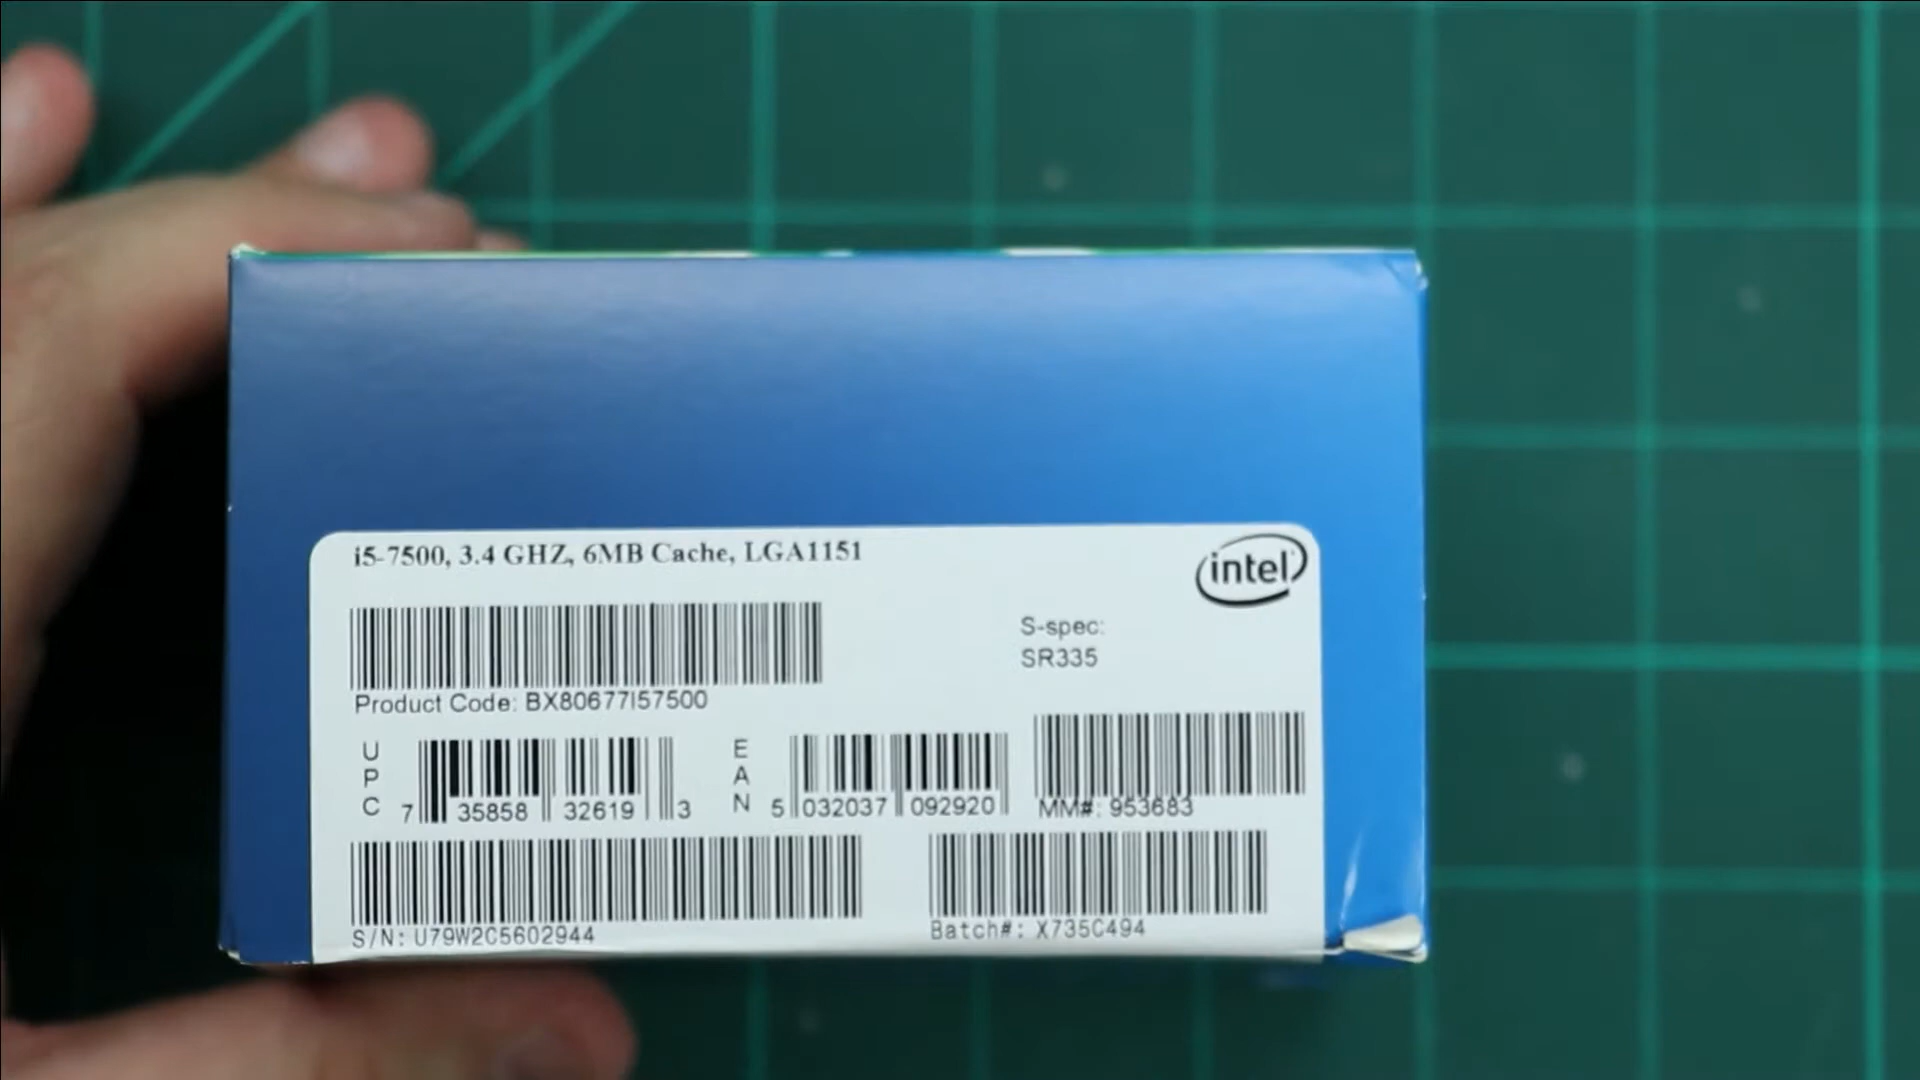 i5-7500, 3.4 GHZ, 6MB Cache, LGA1151
intel
S-spec:
SR335
Product Code: BX80677I57500
UPC
7 35858 32619 3
EAN
5 032037 092920
MM#: 953683
S/N: U79W2C5602944
Batch#: X735C494